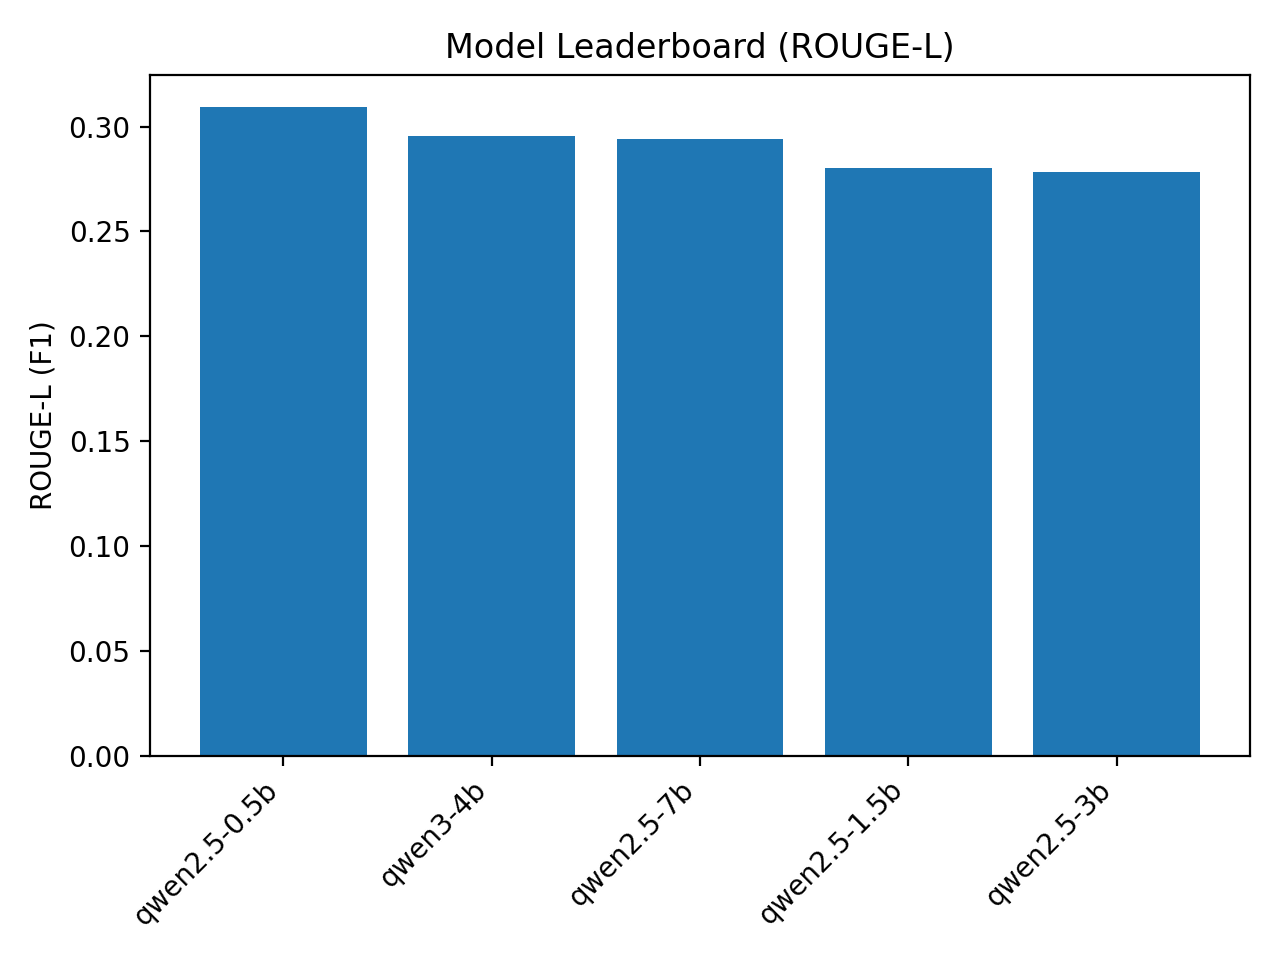 Model Leaderboard (ROUGE-L)
ROUGE-L (F1)
0.30
0.25
0.20
0.15
0.10
0.05
0.00
qwen2.5-0.5b
qwen3-4b
qwen2.5-7b
qwen2.5-1.5b
qwen2.5-3b